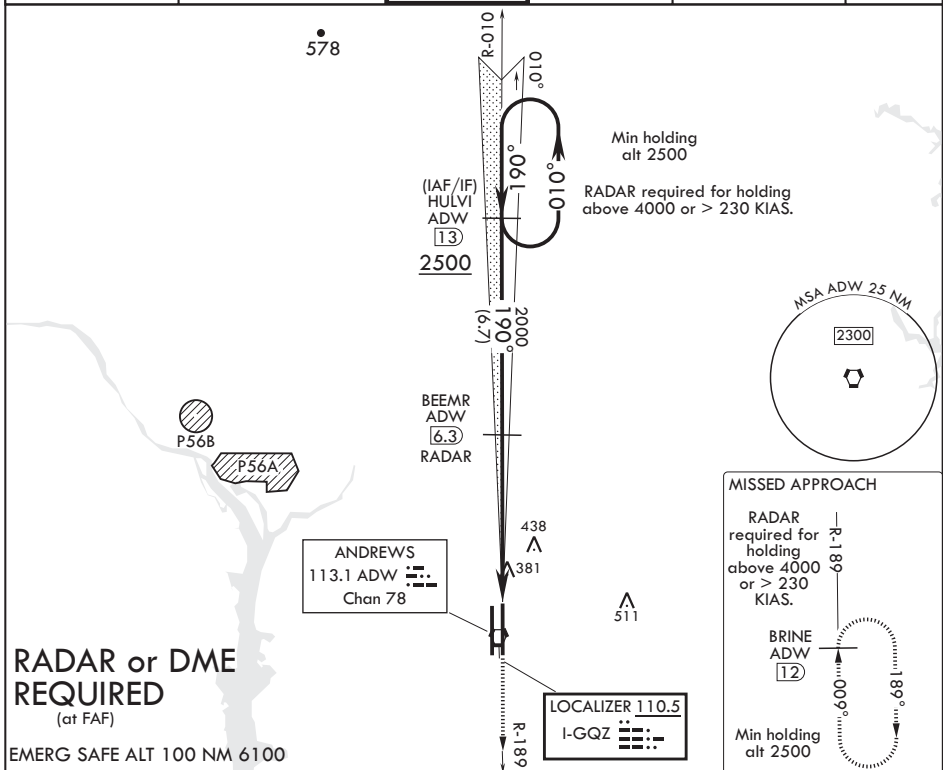 578
R-010
010°
190°
010°
Min holding
alt 2500
RADAR required for holding
above 4000 or > 230 KIAS.
(IAF/IF)
HULVI
ADW
13
2500
2000
190°
(6.7)
MSA ADW 25 NM
2300
BEEMR
ADW
6.3
RADAR
P56B
P56A
438
381
511
ANDREWS
113.1 ADW
Chan 78
LOCALIZER 110.5
I-GQZ
R-189
RADAR or DME
REQUIRED
(at FAF)
EMERG SAFE ALT 100 NM 6100
MISSED APPROACH
RADAR
required for
holding
above 4000
or > 230
KIAS.
R-189
BRINE
ADW
12
009°
189°
Min holding
alt 2500